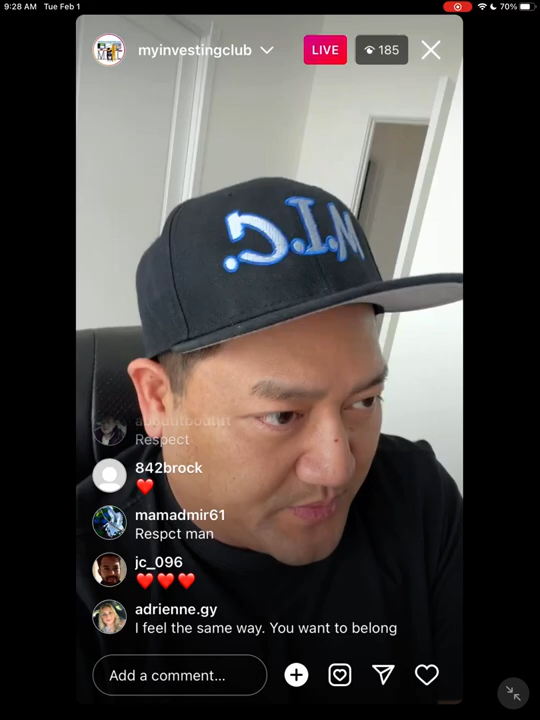 9:28 AM Tue Feb 1
70%
myinvestingclub
LIVE
185
M.I.C.
Respect
842brock
❤️
mamadmir61
Respct man
jc_096
❤️❤️❤️
adrienne.gy
I feel the same way. You want to belong
Add a comment...